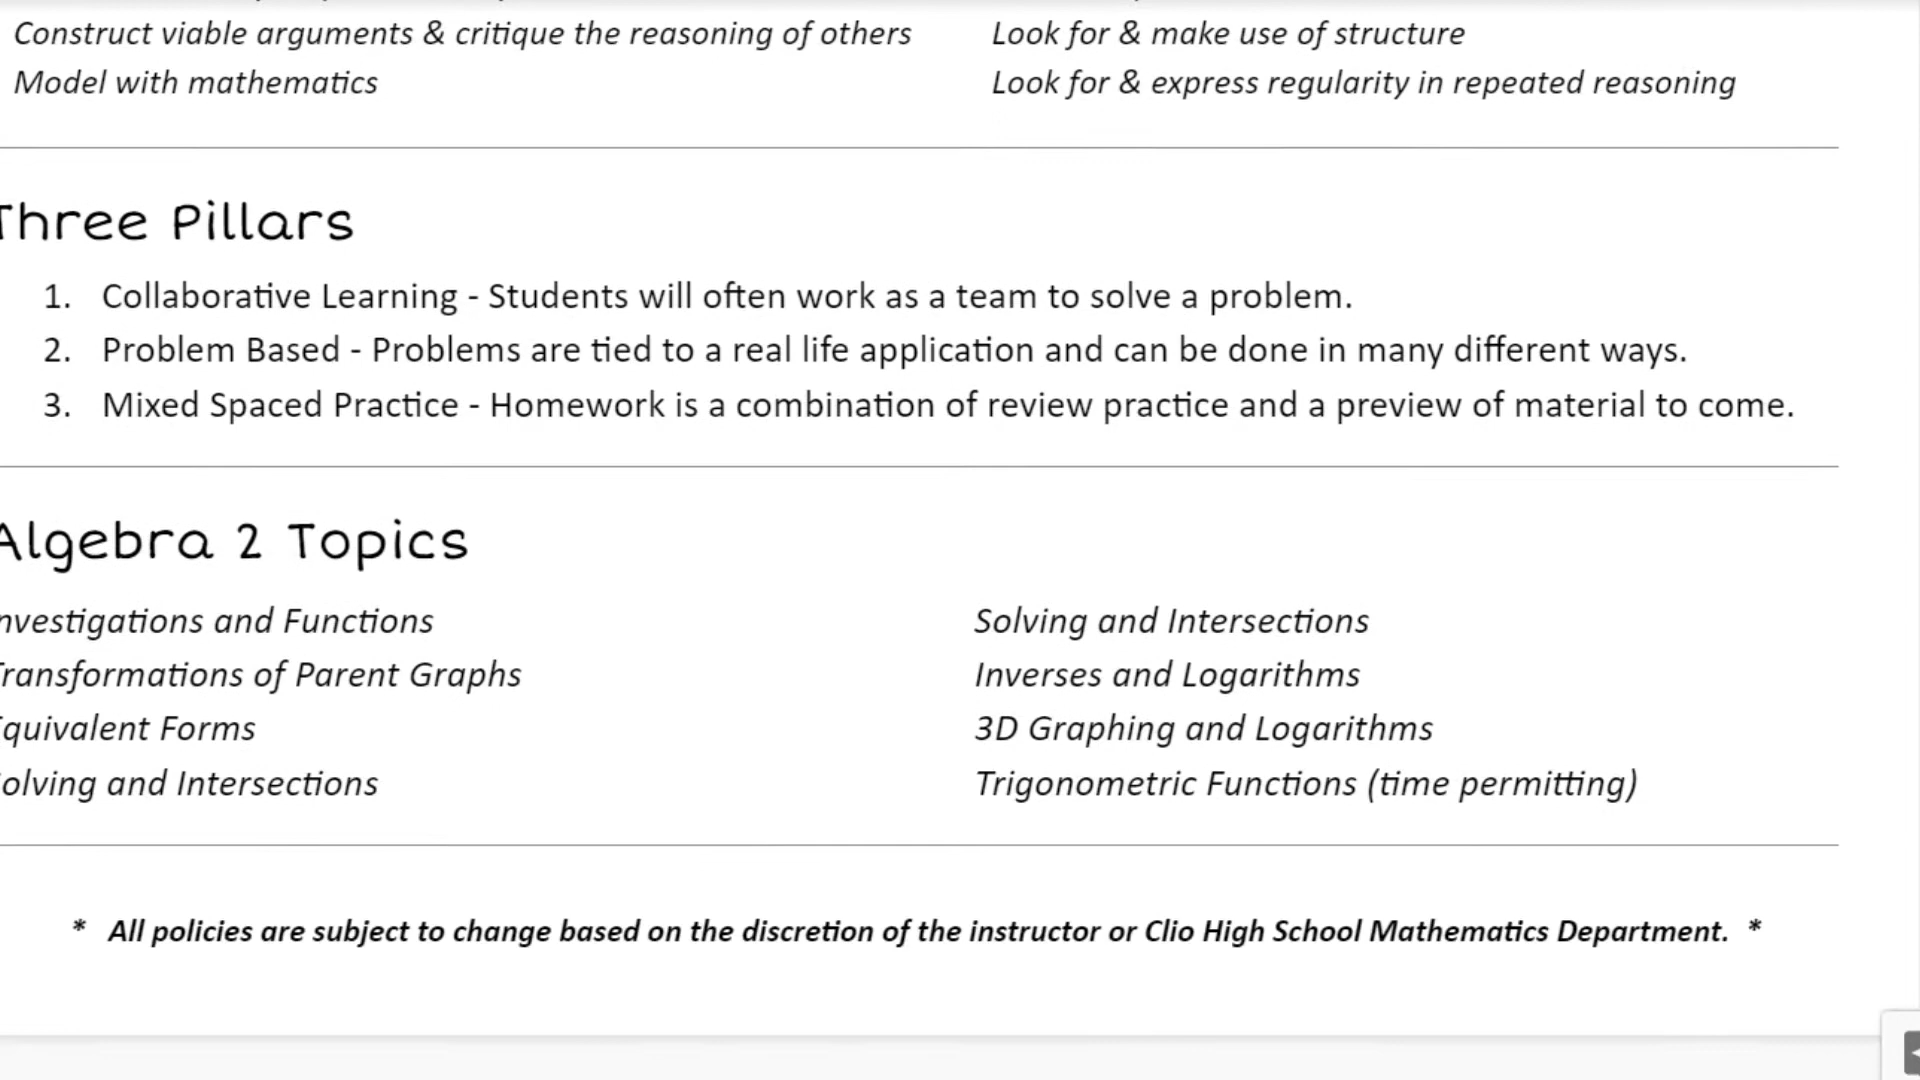 Construct viable arguments & critique the reasoning of others
Look for & make use of structure
Model with mathematics
Look for & express regularity in repeated reasoning
Three Pillars
1. Collaborative Learning - Students will often work as a team to solve a problem.
2. Problem Based - Problems are tied to a real life application and can be done in many different ways.
3. Mixed Spaced Practice - Homework is a combination of review practice and a preview of material to come.
Algebra 2 Topics
nvestigations and Functions
Solving and Intersections
Transformations of Parent Graphs
Inverses and Logarithms
Equivalent Forms
3D Graphing and Logarithms
olving and Intersections
Trigonometric Functions (time permitting)
* All policies are subject to change based on the discretion of the instructor or Clio High School Mathematics Department. *